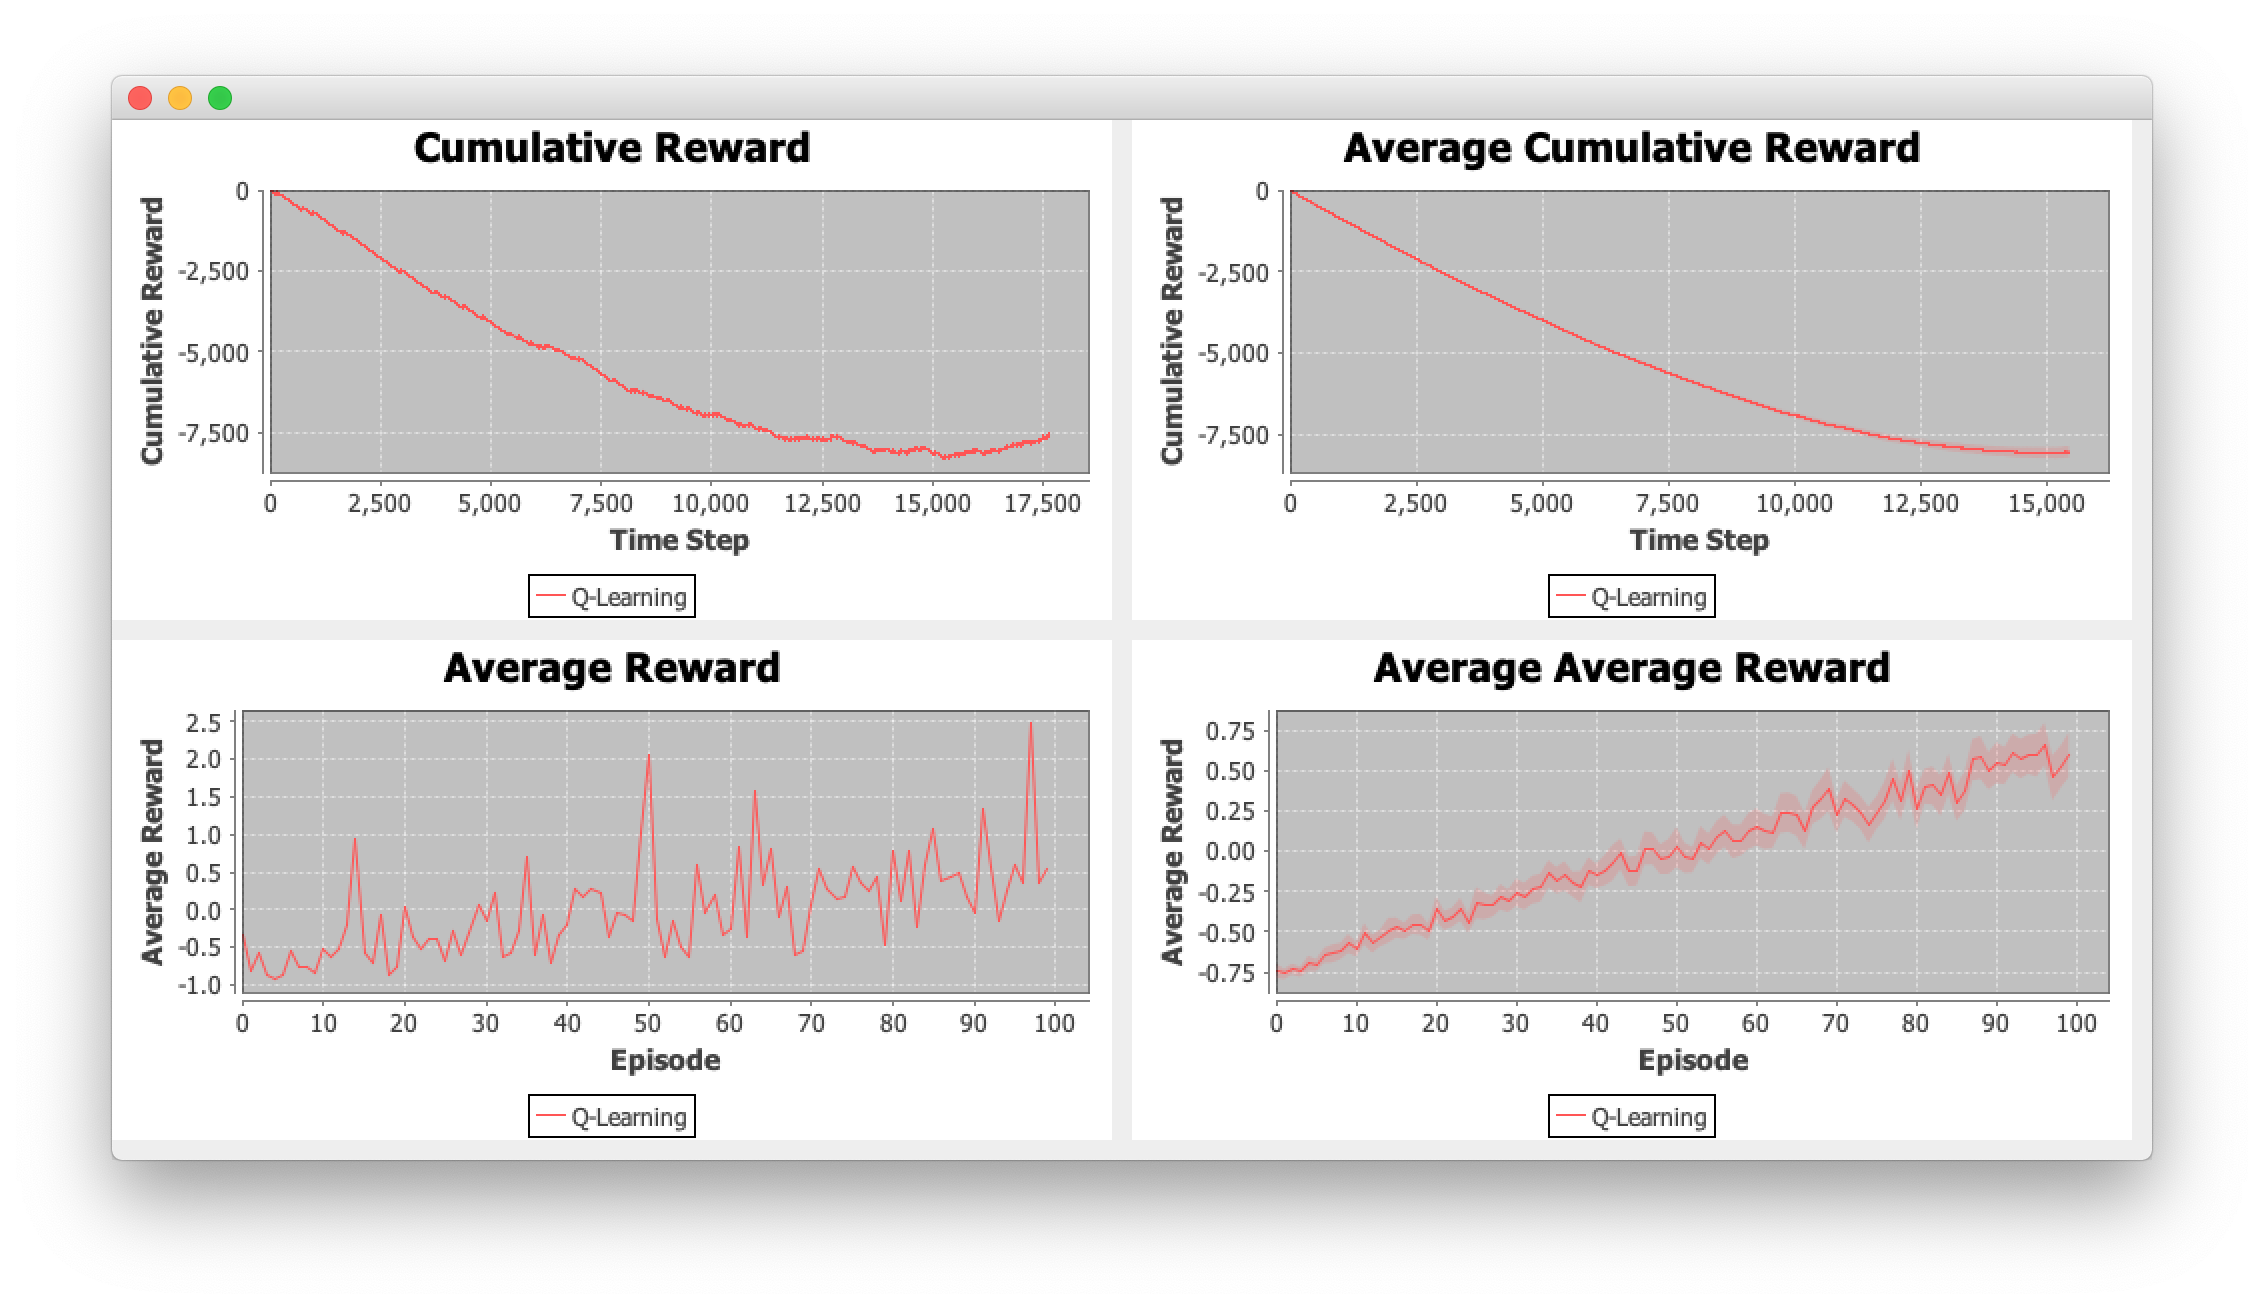 Cumulative Reward
Cumulative Reward
0
-2,500
-5,000
-7,500
0 2,500 5,000 7,500 10,000 12,500 15,000 17,500
Time Step
Q-Learning
Average Cumulative Reward
Cumulative Reward
0
-2,500
-5,000
-7,500
0 2,500 5,000 7,500 10,000 12,500 15,000
Time Step
Q-Learning
Average Reward
Average Reward
2.5
2.0
1.5
1.0
0.5
0.0
-0.5
-1.0
0 10 20 30 40 50 60 70 80 90 100
Episode
Q-Learning
Average Average Reward
Average Reward
0.75
0.50
0.25
0.00
-0.25
-0.50
-0.75
0 10 20 30 40 50 60 70 80 90 100
Episode
Q-Learning